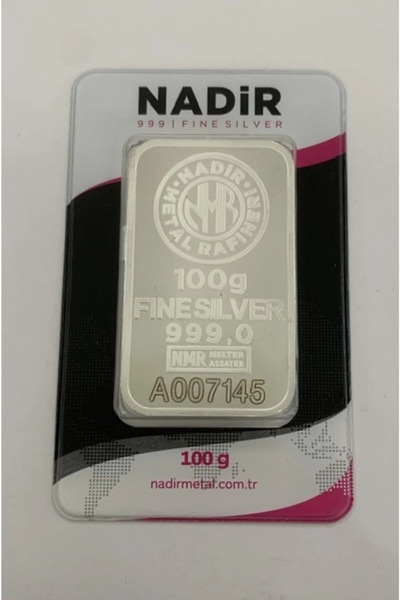 NADİR
999 | FINE SILVER
NADIR
METAL RAFINERI
NMR
100g
FINE SILVER
999,0
NMR MELTER
ASSAYER
A007145
100 g
nadirmetal.com.tr